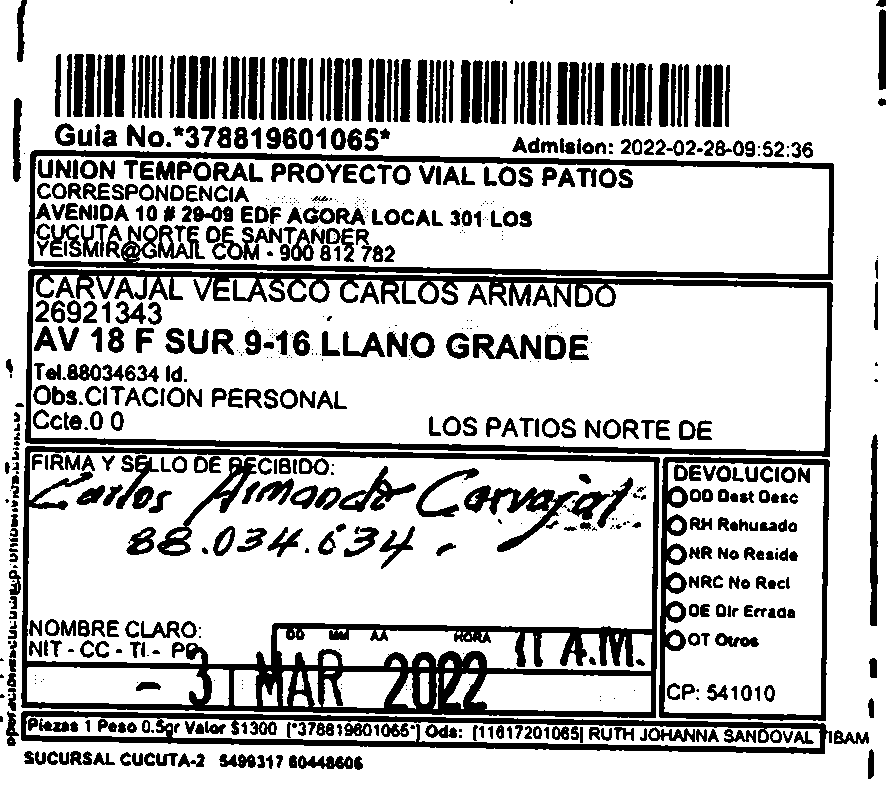 Guia No.*378819601065*
Admision: 2022-02-28-09:52:36
UNION TEMPORAL PROYECTO VIAL LOS PATIOS
CORRESPONDENCIA
AVENIDA 10 # 29-09 EDF AGORA LOCAL 301 LOS
CUCUTA NORTE DE SANTANDER
YEISMIR@GMAIL COM - 900 812 782
CARVAJAL VELASCO CARLOS ARMANDO
26921343
AV 18 F SUR 9-16 LLANO GRANDE
Tel.88034634 Id.
Obs.CITACION PERSONAL
Ccte.0 0
LOS PATIOS NORTE DE
FIRMA Y SELLO DE RECIBIDO:
Carlos Armando Carvajal
88.034.634.
DEVOLUCION
DD Dest Desc
RH Rehusado
NR No Reside
NRC No Recl
DE Dir Errada
OT Otros
CP: 541010
NOMBRE CLARO:
NIT - CC - TI - PP
DD MM AA HORA
11 A.M.
- 31 MAR 2022
Piezas 1 Peso 0.5gr Valor $1300 [*378819601065*] Ods: [11617201065] RUTH JOHANNA SANDOVAL TIBAM
SUCURSAL CUCUTA-2 5499317 60448606